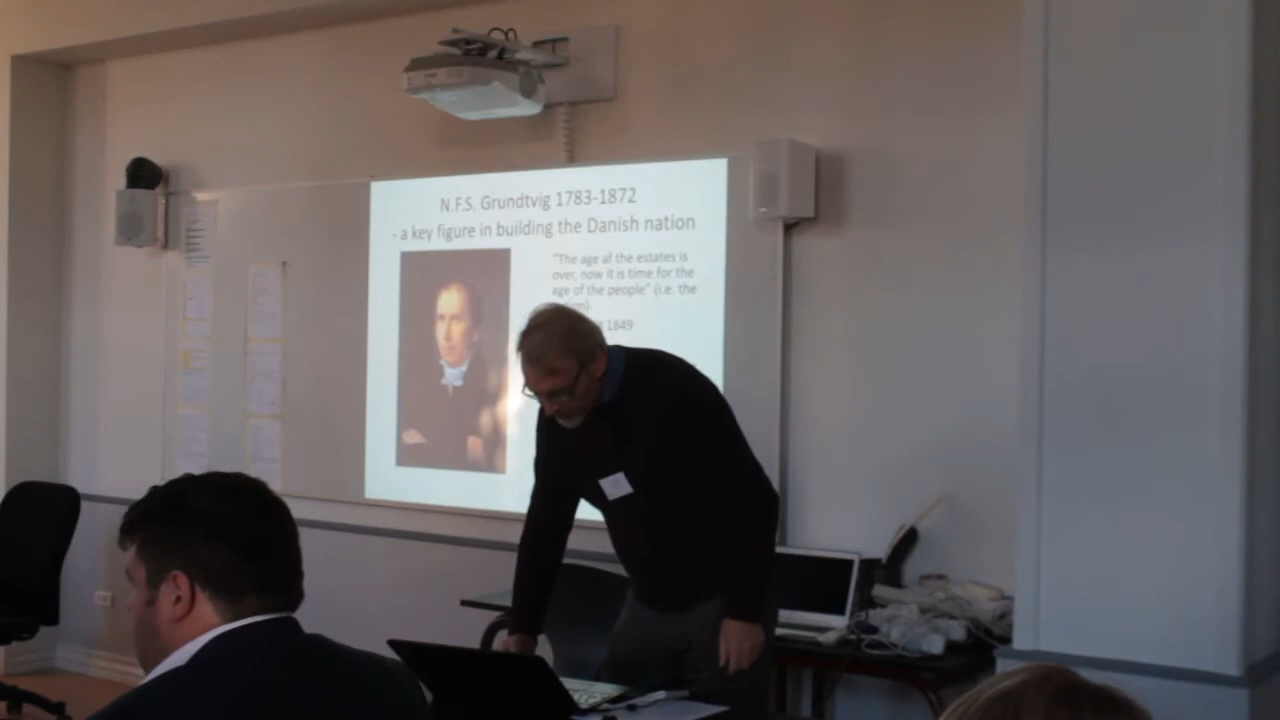 N.F.S. Grundtvig 1783-1872
- a key figure in building the Danish nation
"The age af the estates is
over, now it is time for the
age of the people" (i.e. the
1849